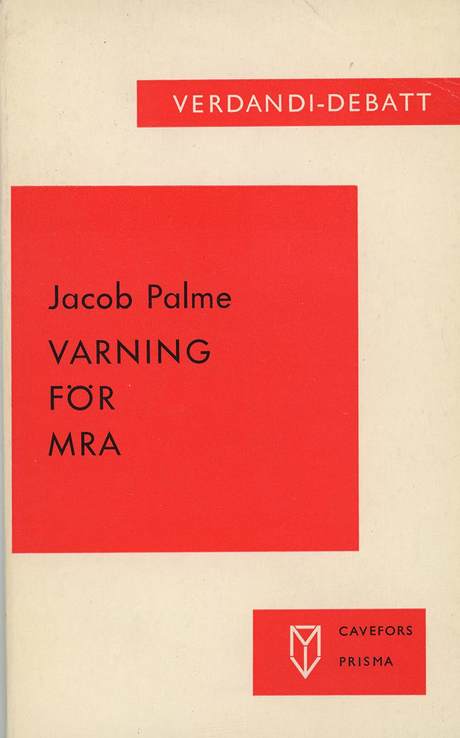 VERDANDI-DEBATT
Jacob Palme
VARNING
FÖR
MRA
CAVEFORS
PRISMA